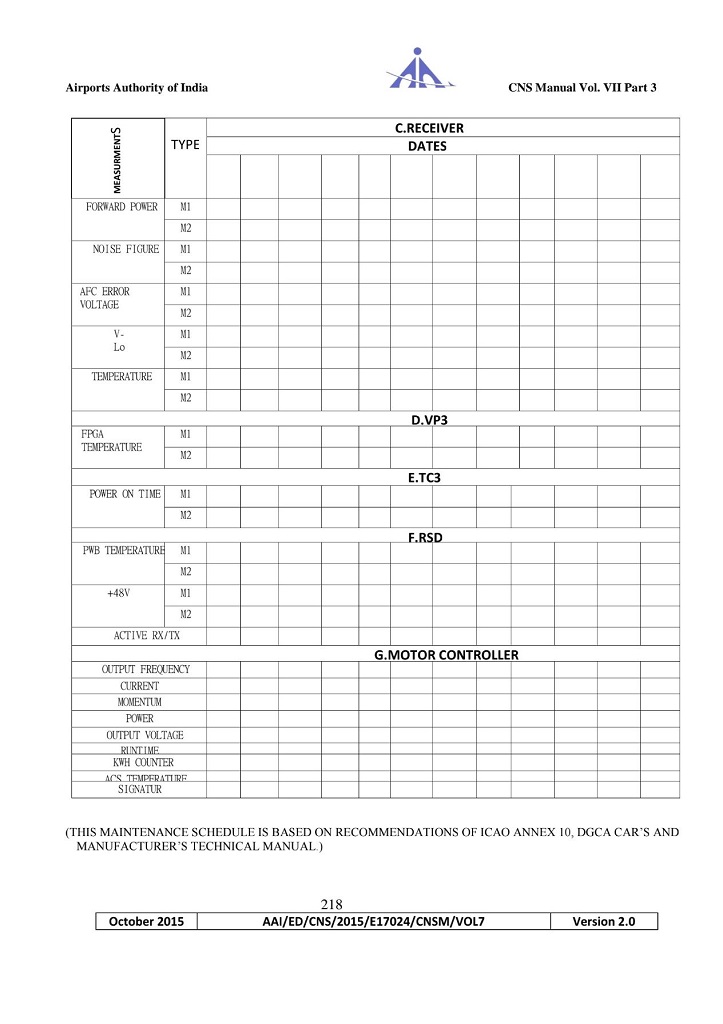 Airports Authority of India CNS Manual Vol. VII Part 3
MEASURMENTS TYPE C.RECEIVER
DATES
FORWARD POWER M1
M2
NOISE FIGURE M1
M2
AFC ERROR VOLTAGE M1
M2
V-
Lo M1
M2
TEMPERATURE M1
M2
D.VP3
FPGA TEMPERATURE M1
M2
E.TC3
POWER ON TIME M1
M2
F.RSD
PWB TEMPERATURE M1
M2
+48V M1
M2
ACTIVE RX/TX
G.MOTOR CONTROLLER
OUTPUT FREQUENCY
CURRENT
MOMENTUM
POWER
OUTPUT VOLTAGE
RUNTIME
KWH COUNTER
ACS TEMPERATURE
SIGNATUR
(THIS MAINTENANCE SCHEDULE IS BASED ON RECOMMENDATIONS OF ICAO ANNEX 10, DGCA CAR'S AND
MANUFACTURER'S TECHNICAL MANUAL.)
218
October 2015 AAI/ED/CNS/2015/E17024/CNSM/VOL7 Version 2.0